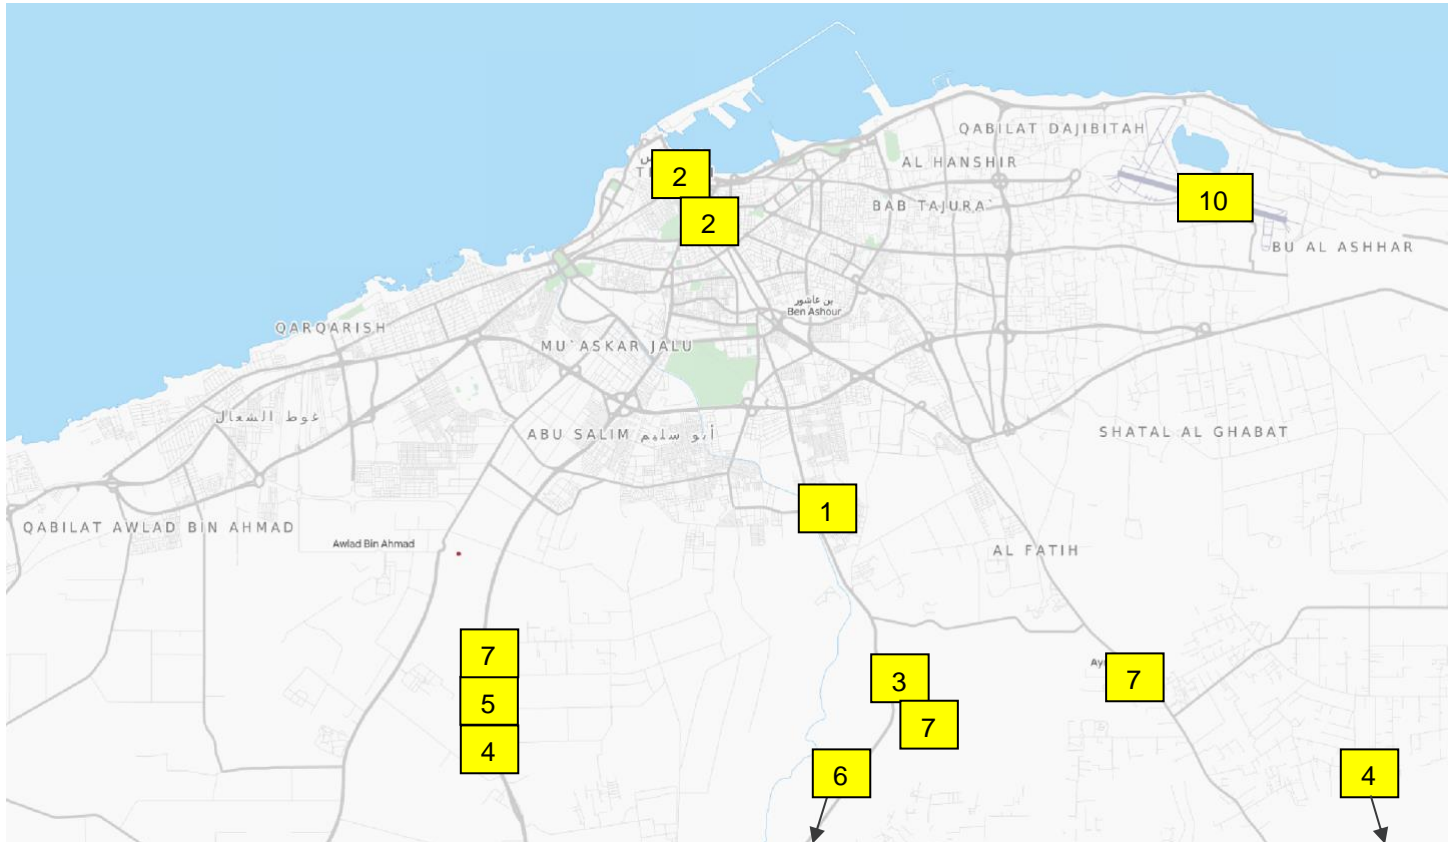 QABILAT DAJIBITAH
AL HANSHIR
2
10
BAB TAJURA`
2
BU AL ASHHAR
بن عاشور
Ben Ashour
QARQARISH
MU`ASKAR JALU
غوط الشعال
ABU SALIM أبو سليم
SHATAL AL GHABAT
1
QABILAT AWLAD BIN AHMAD
Awlad Bin Ahmad
AL FATIH
7
3
7
5
7
4
6
4